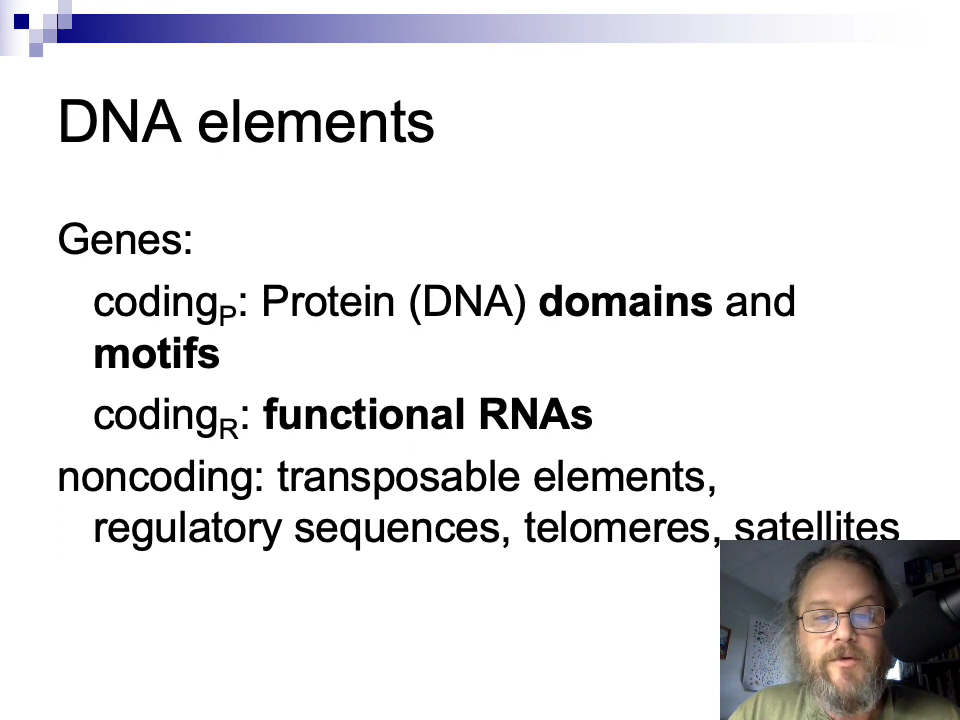 DNA elements
Genes:
coding_P: Protein (DNA) domains and
motifs
coding_R: functional RNAs
noncoding: transposable elements,
regulatory sequences, telomeres, satellites